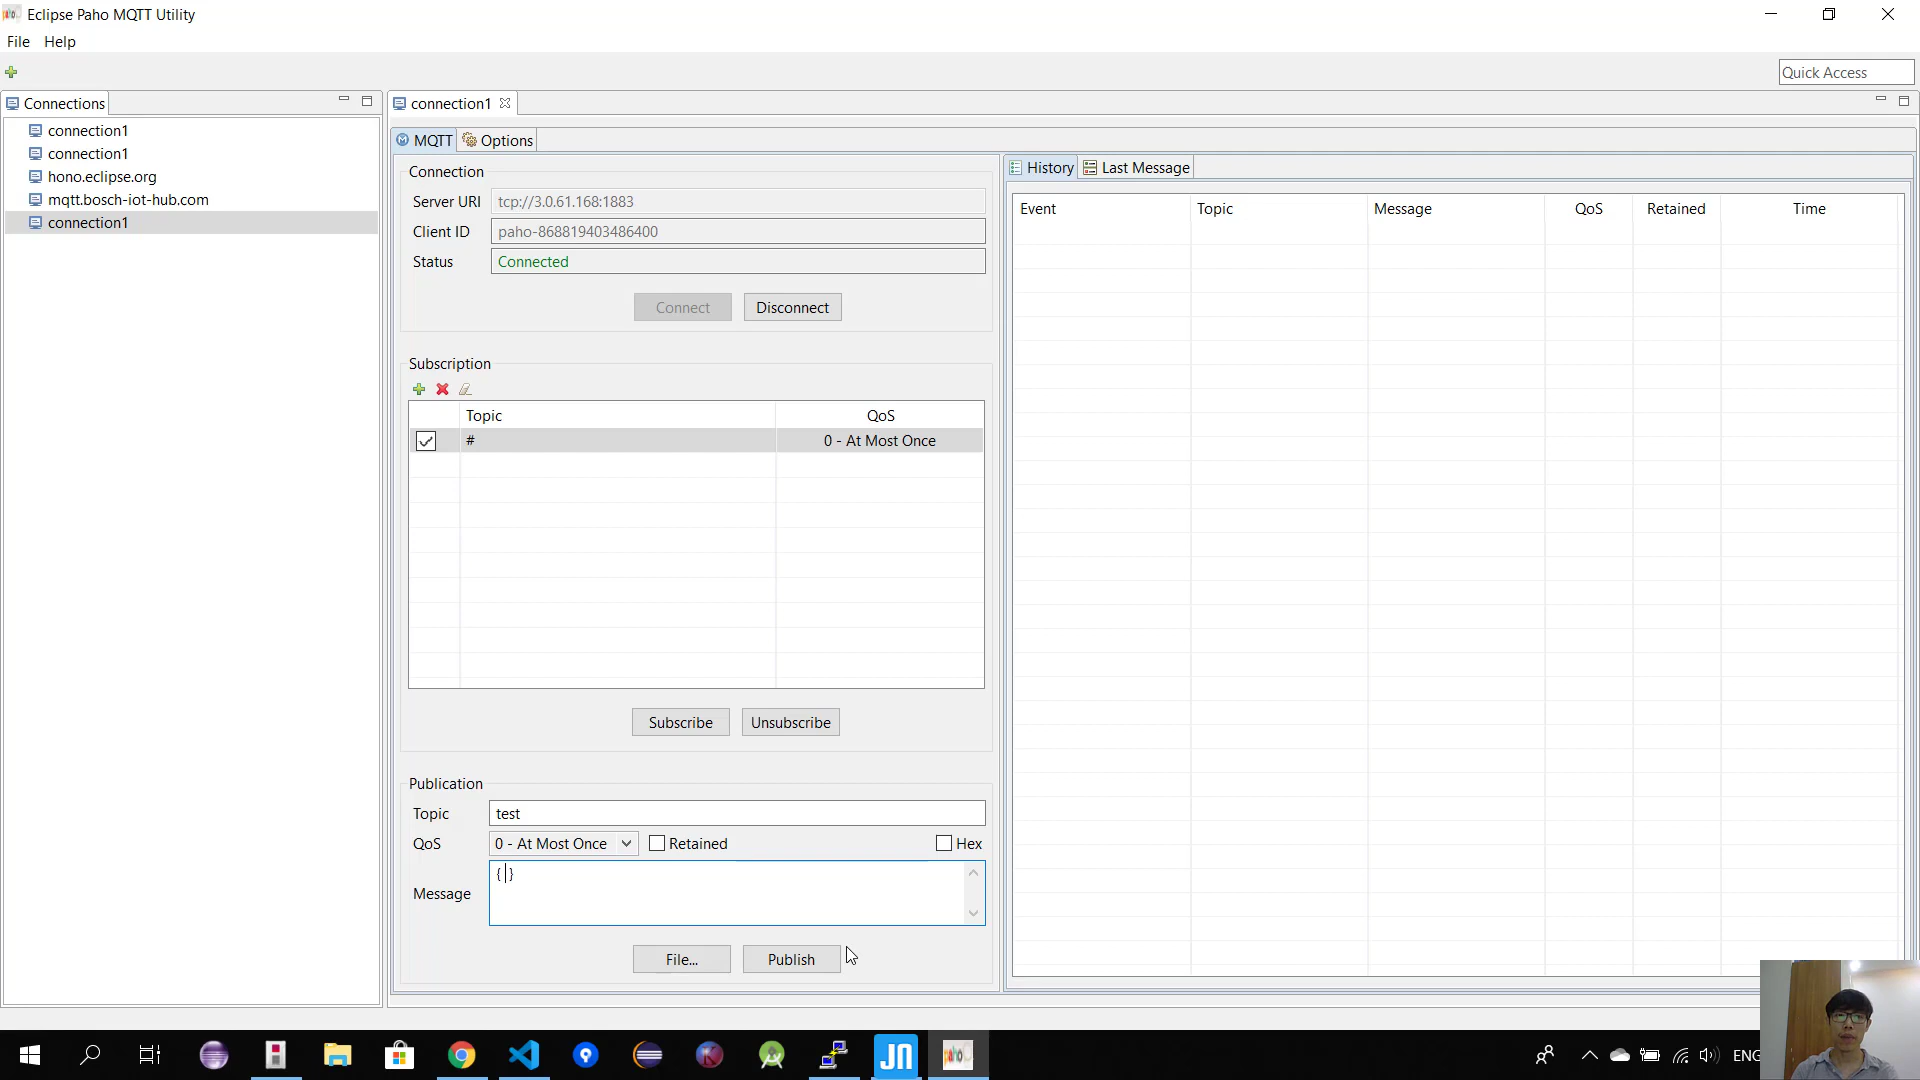 Eclipse Paho MQTT Utility
File Help
Quick Access
Connections
connection1
connection1
hono.eclipse.org
mqtt.bosch-iot-hub.com
connection1
connection1
MQTT Options
Connection
Server URI tcp://3.0.61.168:1883
Client ID paho-868819403486400
Status Connected
Connect Disconnect
Subscription
Topic QoS
# 0 - At Most Once
Subscribe Unsubscribe
Publication
Topic test
QoS 0 - At Most Once Retained Hex
Message { }
File... Publish
History Last Message
Event Topic Message QoS Retained Time
JN paho
ENG